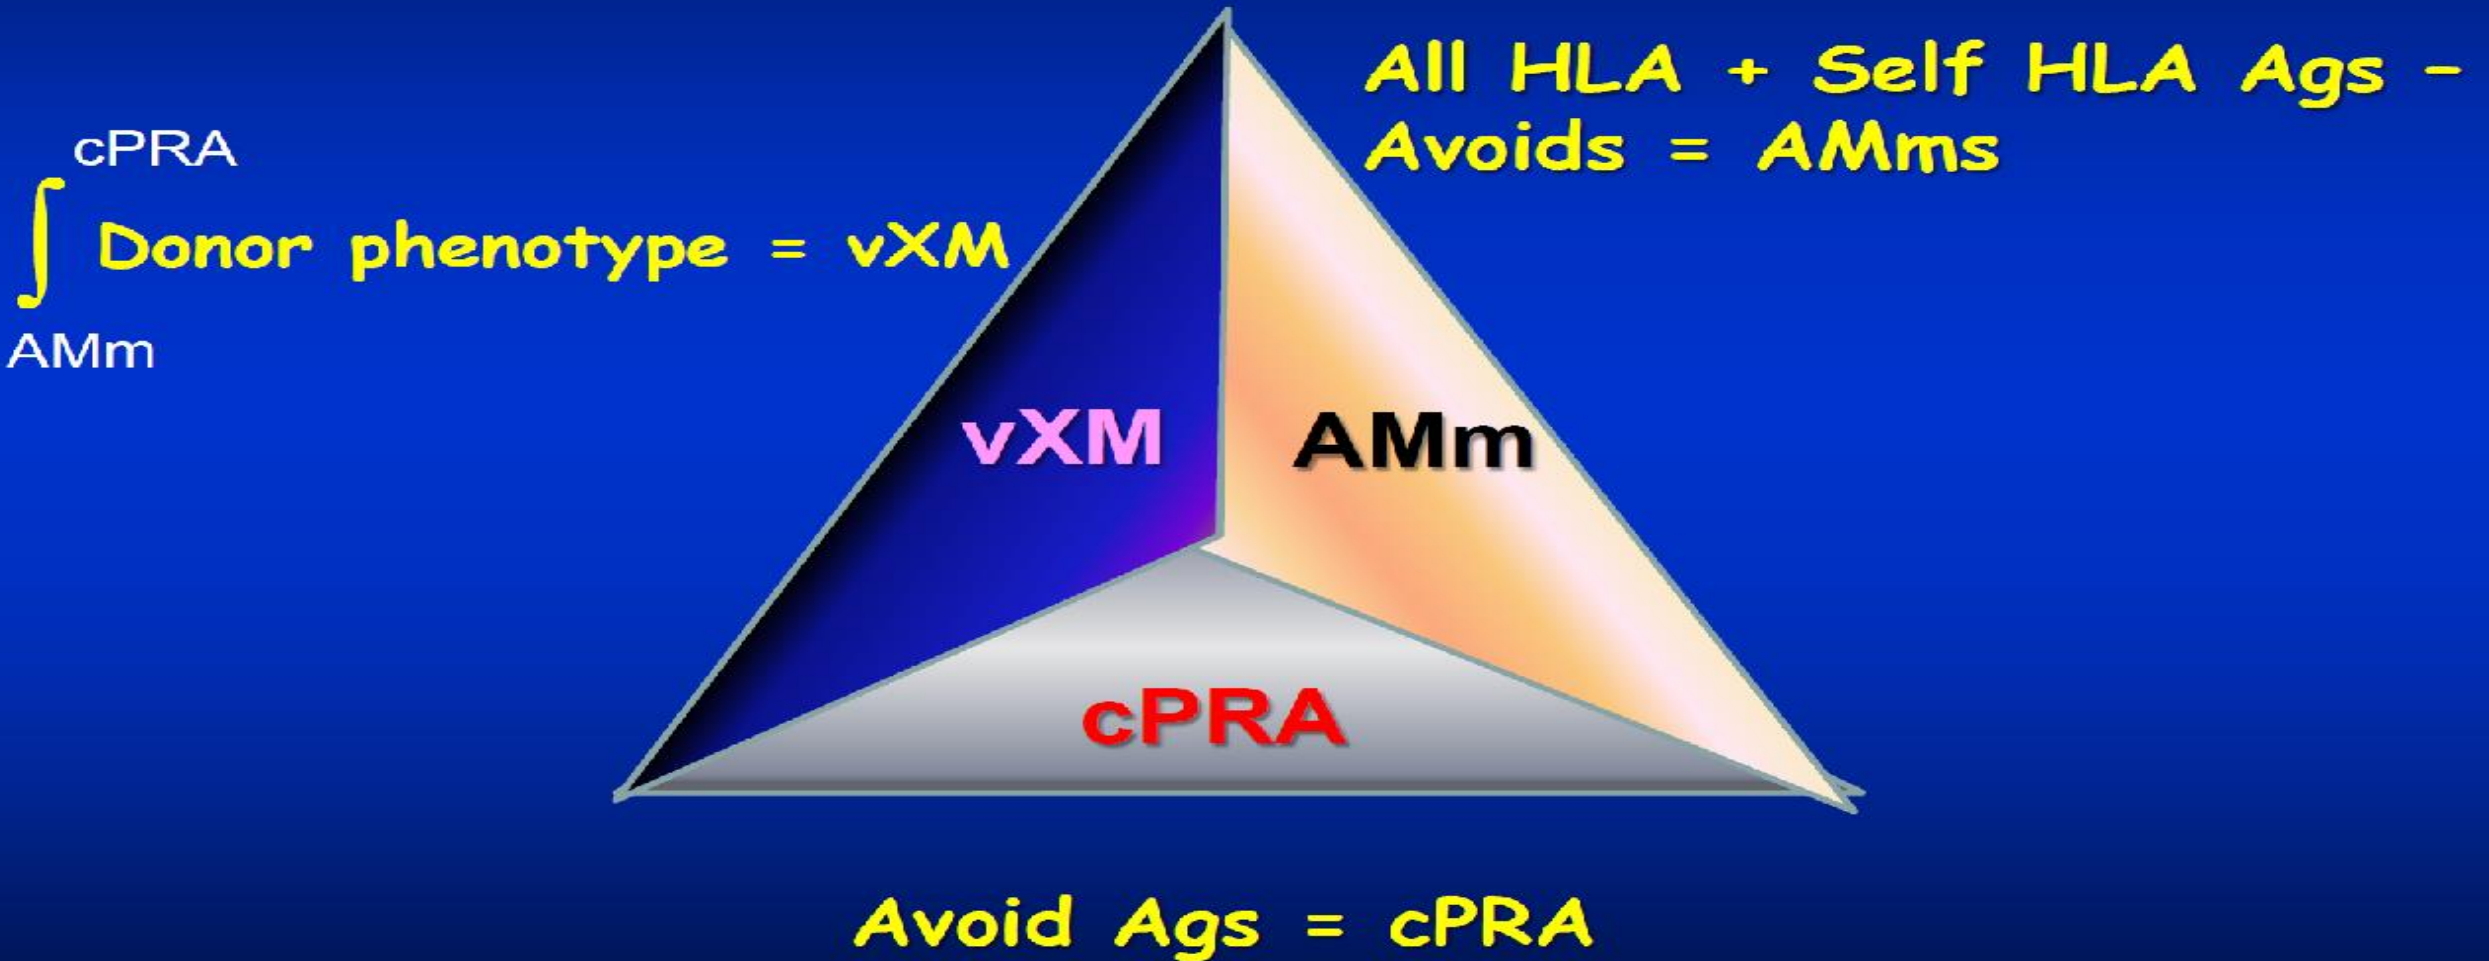 cPRA
∫ Donor phenotype = vXM
AMm
All HLA + Self HLA Ags -
Avoids = AMms
vXM
AMm
cPRA
Avoid Ags = cPRA